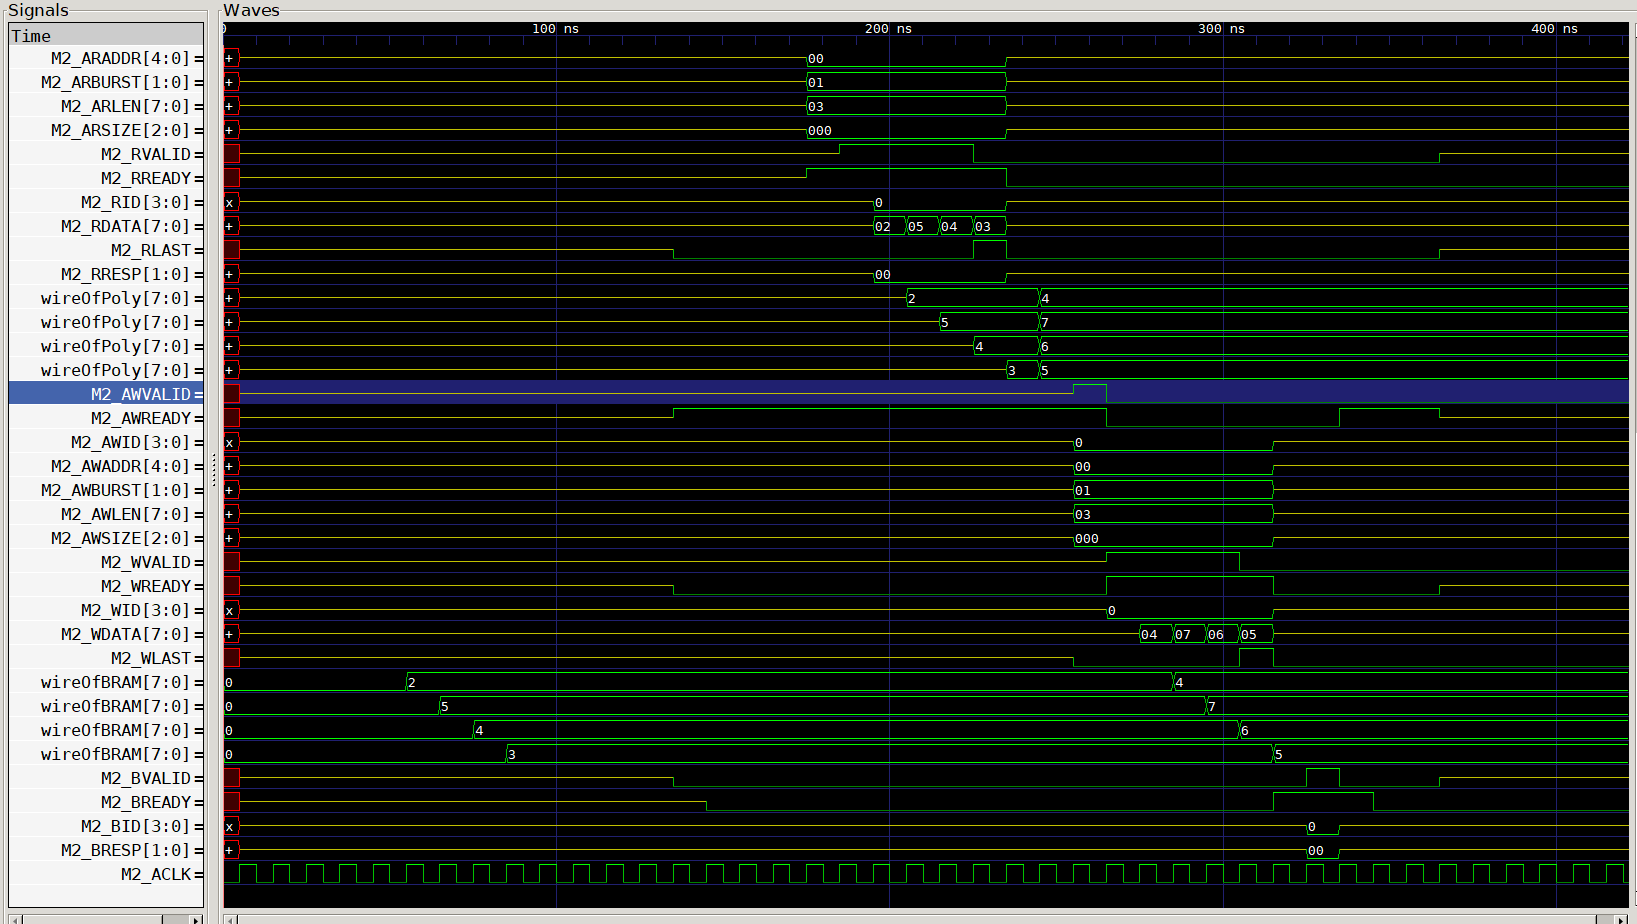 Signals Waves
Time 0 100 ns 200 ns 300 ns 400 ns
M2_ARADDR[4:0]= + 00
M2_ARBURST[1:0]= + 01
M2_ARLEN[7:0]= + 03
M2_ARSIZE[2:0]= + 000
M2_RVALID=
M2_RREADY=
M2_RID[3:0]= x 0
M2_RDATA[7:0]= + 02 05 04 03
M2_RLAST=
M2_RRESP[1:0]= + 00
wireOfPoly[7:0]= + 2 4
wireOfPoly[7:0]= + 5 7
wireOfPoly[7:0]= + 4 6
wireOfPoly[7:0]= + 3 5
M2_AWVALID=
M2_AWREADY=
M2_AWID[3:0]= x 0
M2_AWADDR[4:0]= + 00
M2_AWBURST[1:0]= + 01
M2_AWLEN[7:0]= + 03
M2_AWSIZE[2:0]= + 000
M2_WVALID=
M2_WREADY=
M2_WID[3:0]= x 0
M2_WDATA[7:0]= + 04 07 06 05
M2_WLAST=
wireOfBRAM[7:0]= 0 2 4
wireOfBRAM[7:0]= 0 5 7
wireOfBRAM[7:0]= 0 4 6
wireOfBRAM[7:0]= 0 3 5
M2_BVALID=
M2_BREADY=
M2_BID[3:0]= x 0
M2_BRESP[1:0]= + 00
M2_ACLK=